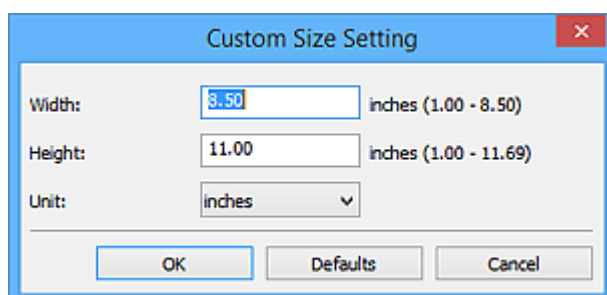 Custom Size Setting
Width: 8.50 inches (1.00 - 8.50)
Height: 11.00 inches (1.00 - 11.69)
Unit: inches
OK Defaults Cancel